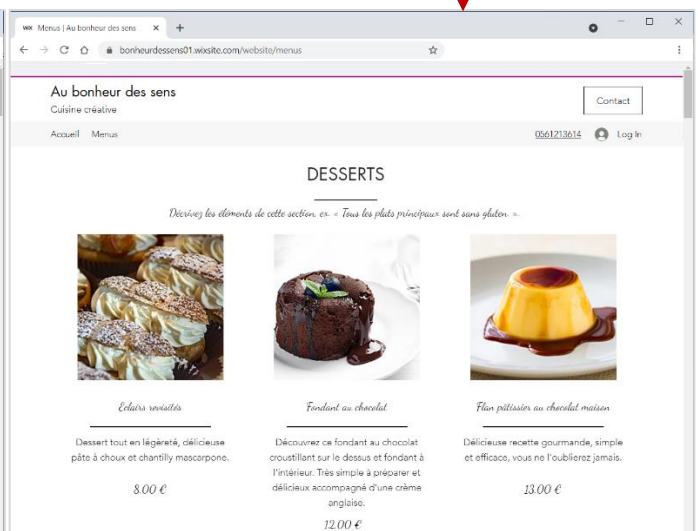 WIX Menus | Au bonheur des sens
bonheurdessens01.wixsite.com/website/menus
Au bonheur des sens
Cuisine créative
Contact
Accueil Menus
0561213614 Log In
DESSERTS
Décrivez les éléments de cette section, ex. « Tous les plats principaux sont sans gluten. ».
Eclairs revisités
Dessert tout en légèreté, délicieuse
pâte à choux et chantilly mascarpone.
8.00 €
Fondant au chocolat
Découvrez ce fondant au chocolat
croustillant sur le dessus et fondant à
l'intérieur. Très simple à préparer et
délicieux accompagné d'une crème
anglaise.
12.00 €
Flan pâtissier au chocolat maison
Délicieuse recette gourmande, simple
et efficace, vous ne l'oublierez jamais.
13.00 €